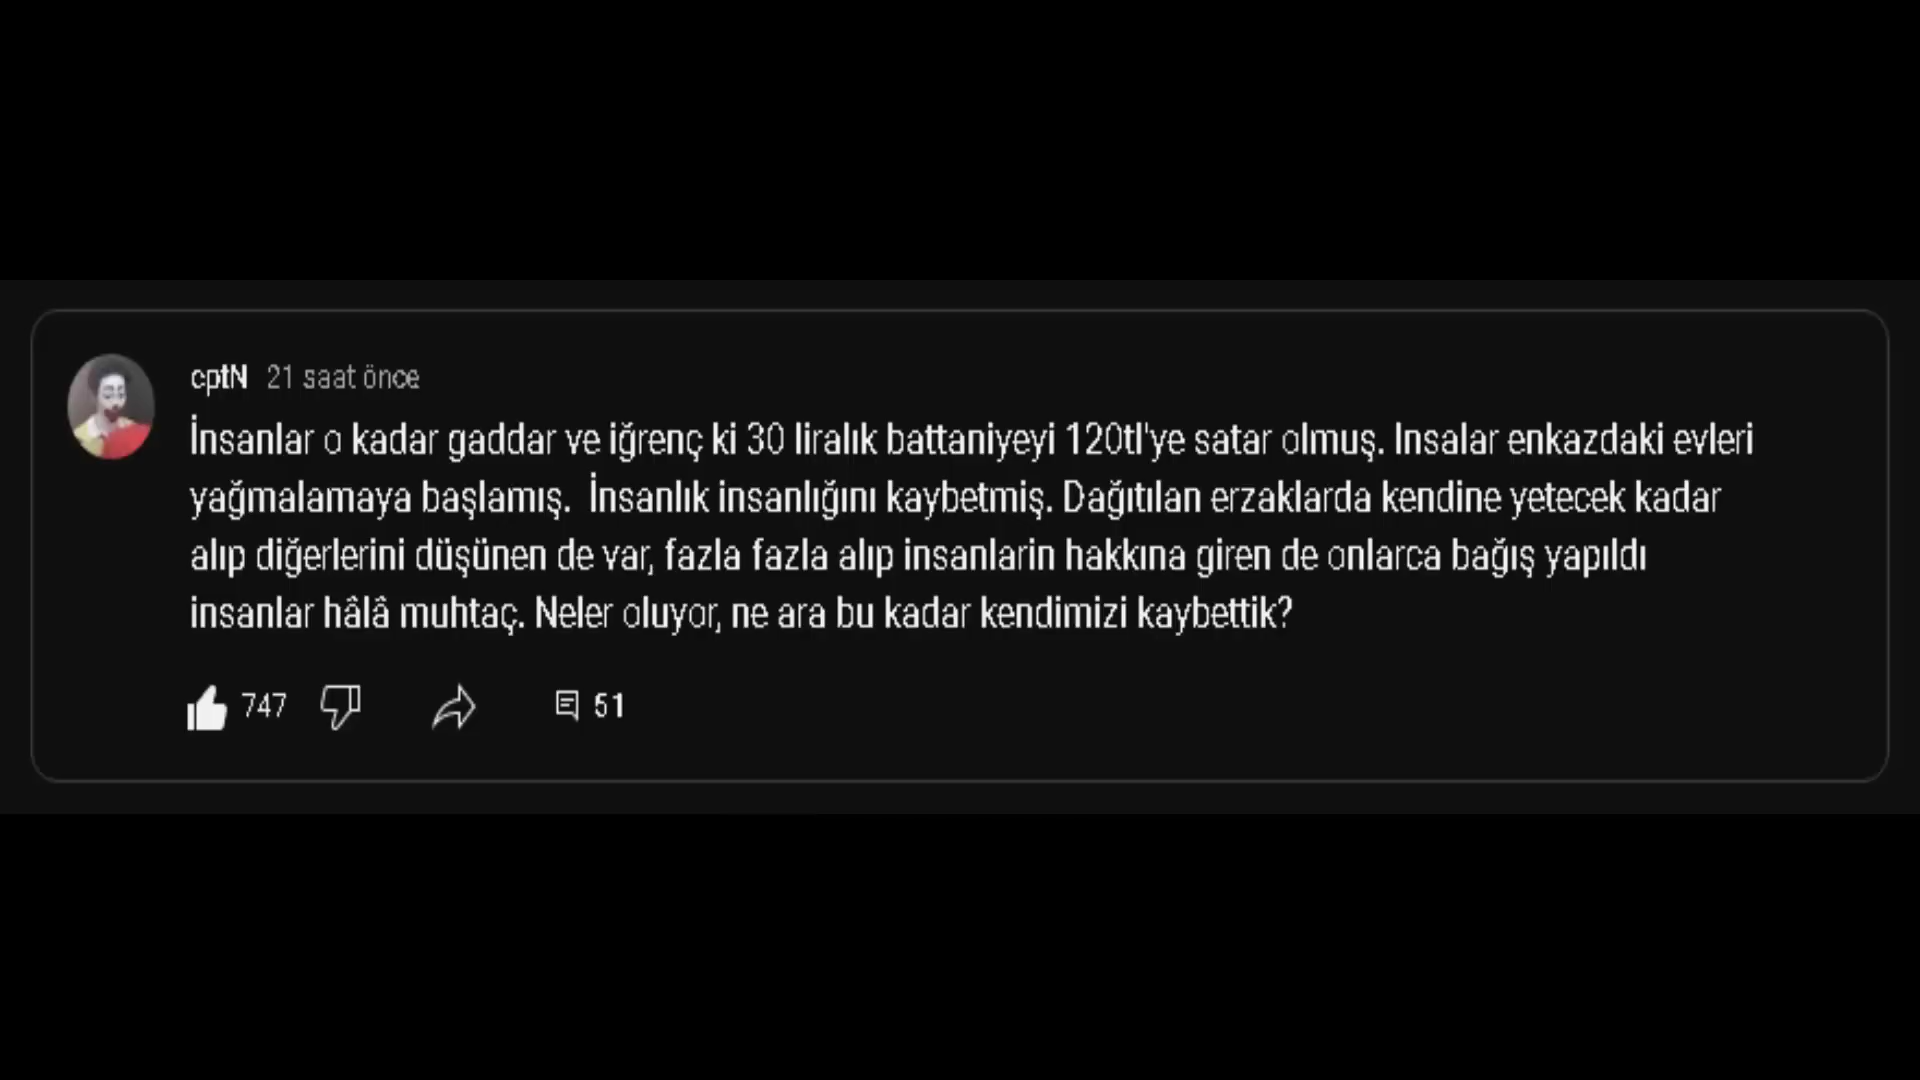 cptN 21 saat önce
İnsanlar o kadar gaddar ve iğrenç ki 30 liralık battaniyeyi 120tl'ye satar olmuş. Insalar enkazdaki evleri
yağmalamaya başlamış. İnsanlık insanlığını kaybetmiş. Dağıtılan erzaklarda kendine yetecek kadar
alıp diğerlerini düşünen de var, fazla fazla alıp insanlarin hakkına giren de onlarca bağış yapıldı
insanlar hâlâ muhtaç. Neler oluyor, ne ara bu kadar kendimizi kaybettik?
747 51